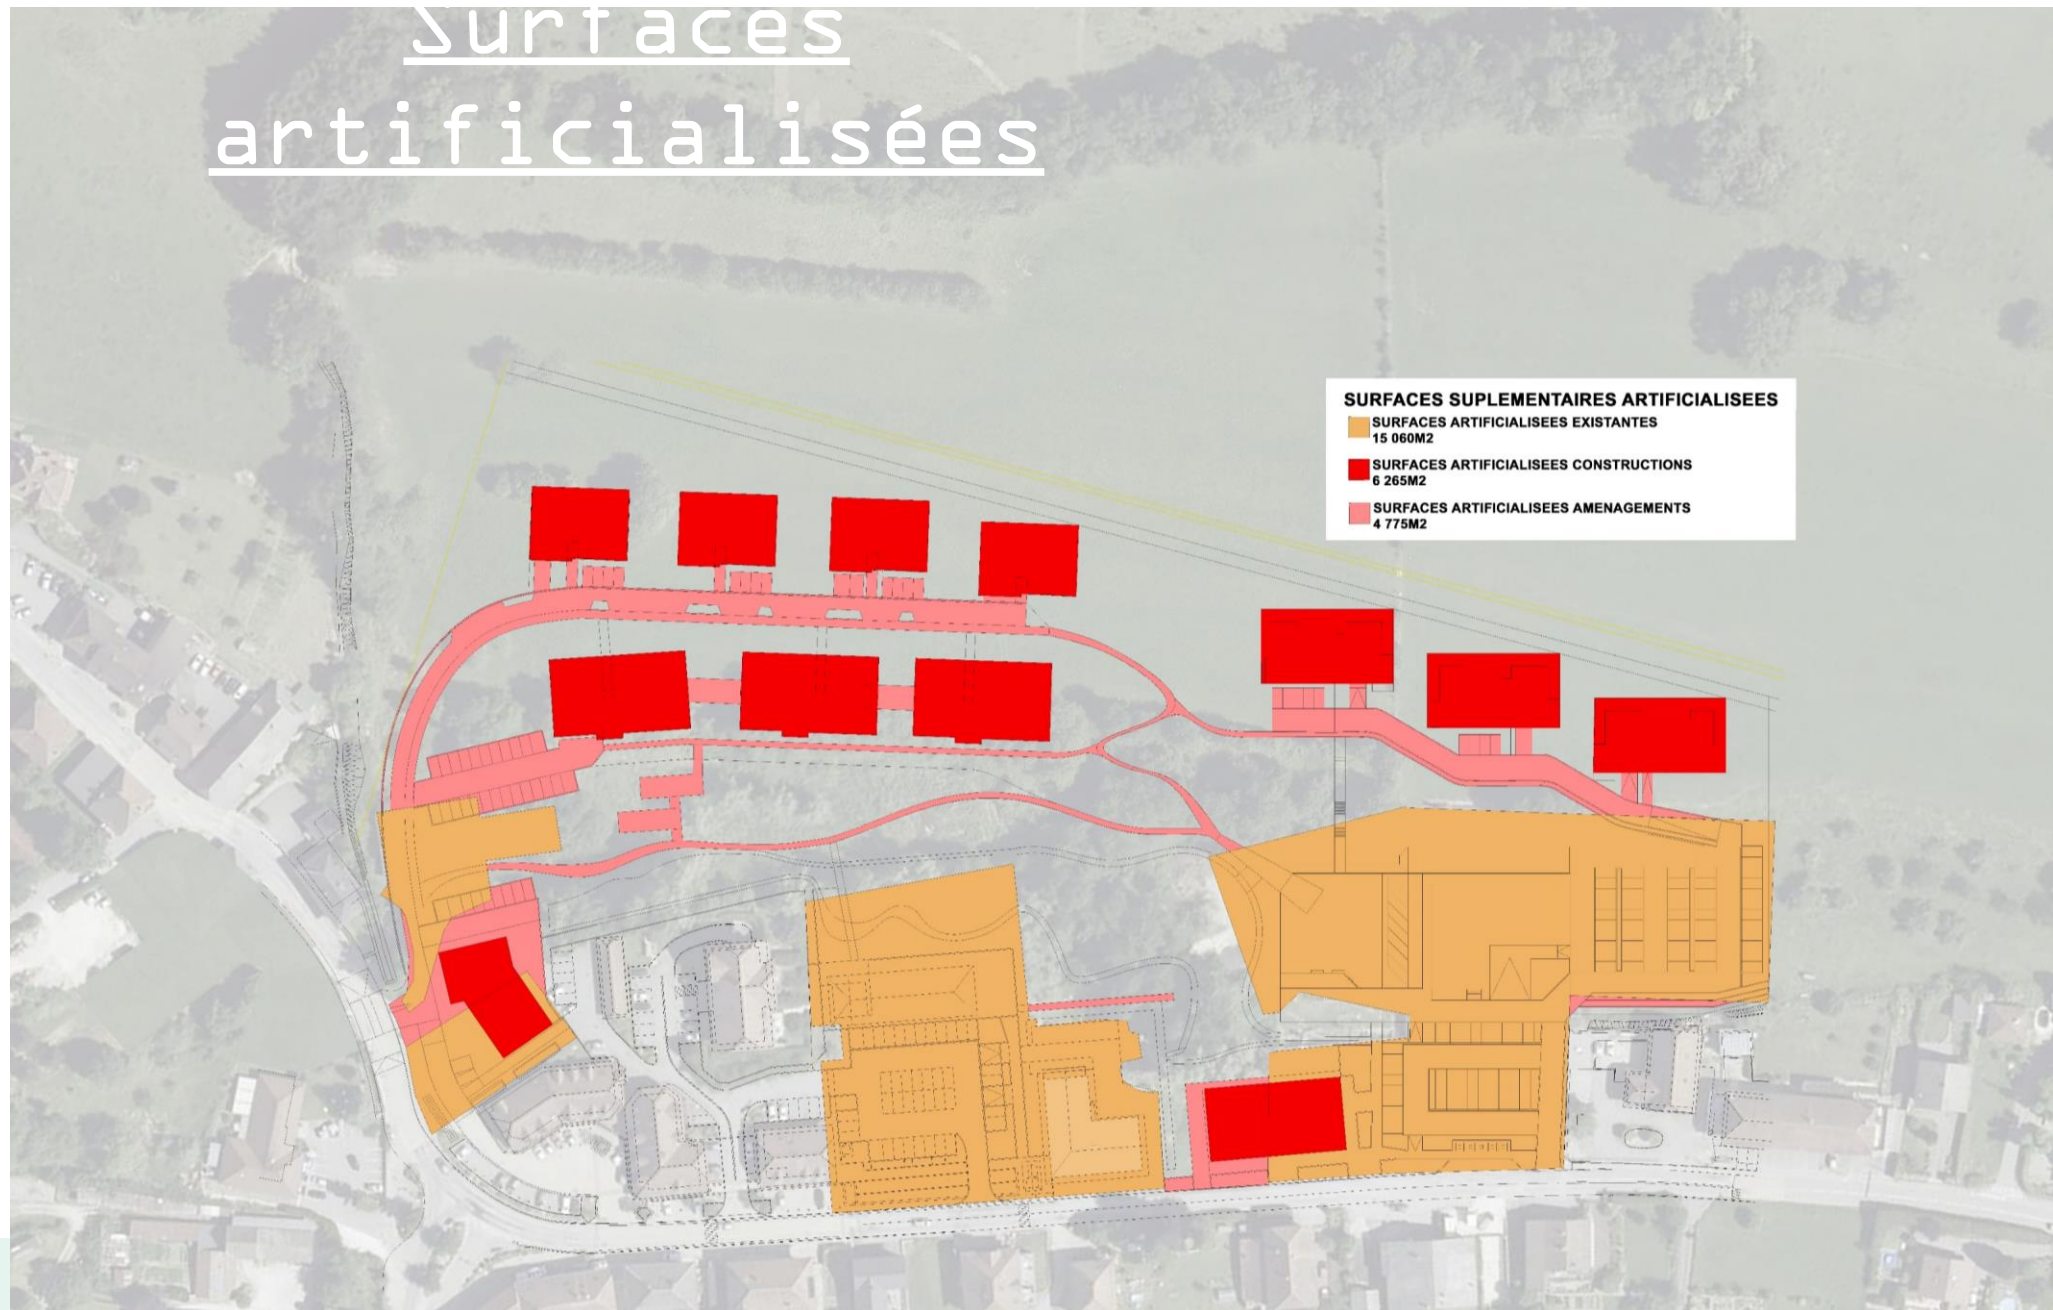 Surfaces
artificialisées
SURFACES SUPLEMENTAIRES ARTIFICIALISEES
SURFACES ARTIFICIALISEES EXISTANTES
15 060M2
SURFACES ARTIFICIALISEES CONSTRUCTIONS
6 265M2
SURFACES ARTIFICIALISEES AMENAGEMENTS
4 775M2